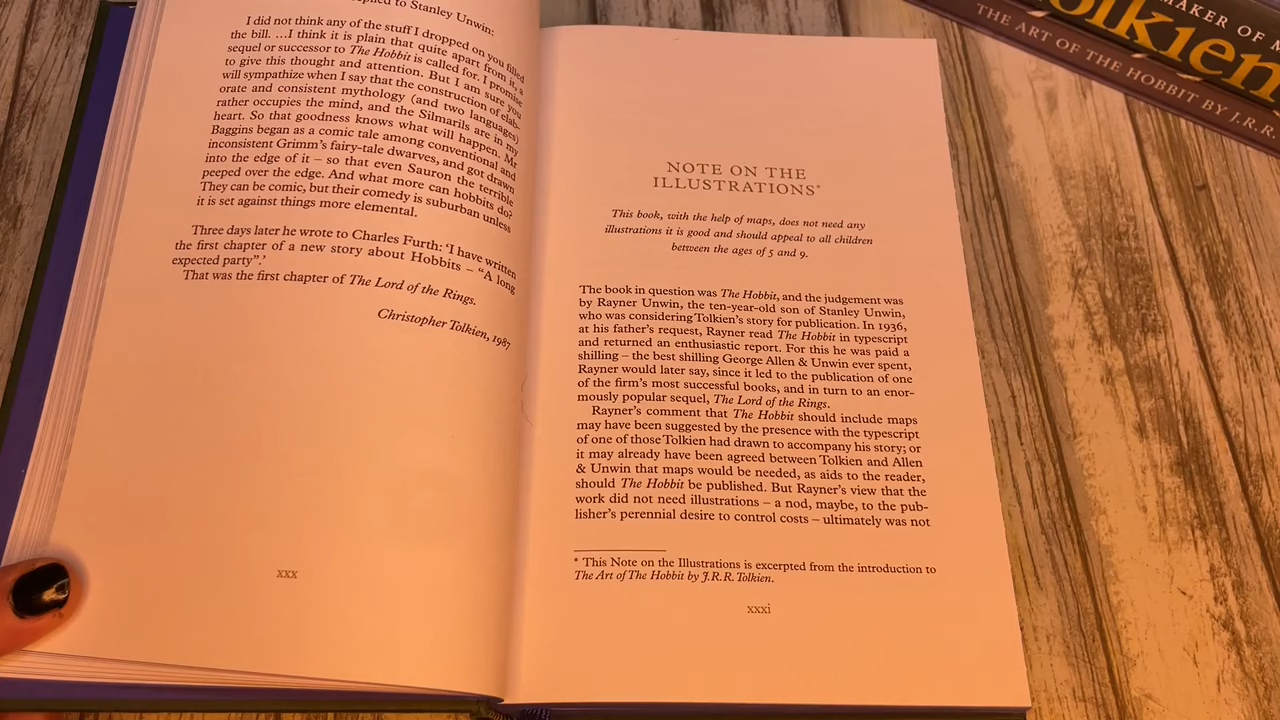 replied to Stanley Unwin:
I did not think any of the stuff I dropped on you filled
the bill. …I think it is plain that quite apart from it, a
sequel or successor to The Hobbit is called for. I promise
to give this thought and attention. But I am sure you
will sympathize when I say that the construction of elab-
orate and consistent mythology (and two languages)
rather occupies the mind, and the Silmarils are in my
heart. So that goodness knows what will happen. Mr
Baggins began as a comic tale among conventional and
inconsistent Grimm's fairy-tale dwarves, and got drawn
into the edge of it – so that even Sauron the terrible
peeped over the edge. And what more can hobbits do?
They can be comic, but their comedy is suburban unless
it is set against things more elemental.
Three days later he wrote to Charles Furth: 'I have written
the first chapter of a new story about Hobbits – "A long
expected party".'
That was the first chapter of The Lord of the Rings.
Christopher Tolkien, 1987
xxx
NOTE ON THE
ILLUSTRATIONS*
This book, with the help of maps, does not need any
illustrations it is good and should appeal to all children
between the ages of 5 and 9.
The book in question was The Hobbit, and the judgement was
by Rayner Unwin, the ten-year-old son of Stanley Unwin,
who was considering Tolkien's story for publication. In 1936,
at his father's request, Rayner read The Hobbit in typescript
and returned an enthusiastic report. For this he was paid a
shilling – the best shilling George Allen & Unwin ever spent,
Rayner would later say, since it led to the publication of one
of the firm's most successful books, and in turn to an enor-
mously popular sequel, The Lord of the Rings.
Rayner's comment that The Hobbit should include maps
may have been suggested by the presence with the typescript
of one of those Tolkien had drawn to accompany his story; or
it may already have been agreed between Tolkien and Allen
& Unwin that maps would be needed, as aids to the reader,
should The Hobbit be published. But Rayner's view that the
work did not need illustrations – a nod, maybe, to the pub-
lisher's perennial desire to control costs – ultimately was not
* This Note on the Illustrations is excerpted from the introduction to
The Art of The Hobbit by J.R.R. Tolkien.
xxxi
MAKER OF
Tolkien
THE ART OF THE HOBBIT BY J.R.R.